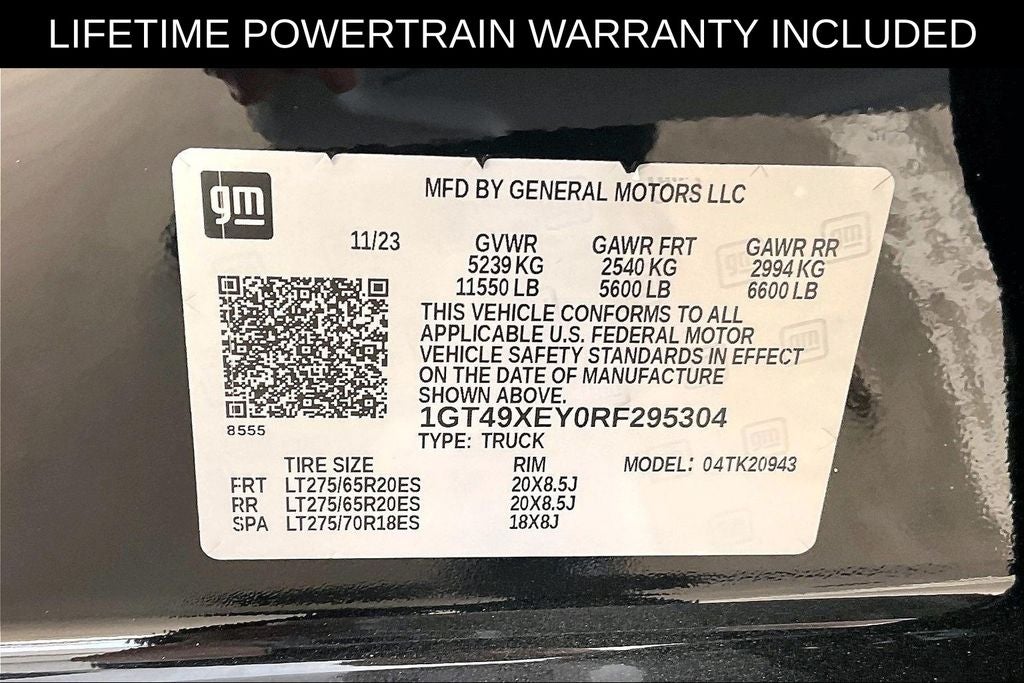 LIFETIME POWERTRAIN WARRANTY INCLUDED
gm
MFD BY GENERAL MOTORS LLC
11/23 GVWR GAWR FRT GAWR RR
5239 KG 2540 KG 2994 KG
11550 LB 5600 LB 6600 LB
THIS VEHICLE CONFORMS TO ALL
APPLICABLE U.S. FEDERAL MOTOR
VEHICLE SAFETY STANDARDS IN EFFECT
ON THE DATE OF MANUFACTURE
SHOWN ABOVE.
1GT49XEY0RF295304
8555
TYPE: TRUCK
TIRE SIZE RIM MODEL: 04TK20943
FRT LT275/65R20ES 20X8.5J
RR LT275/65R20ES 20X8.5J
SPA LT275/70R18ES 18X8J